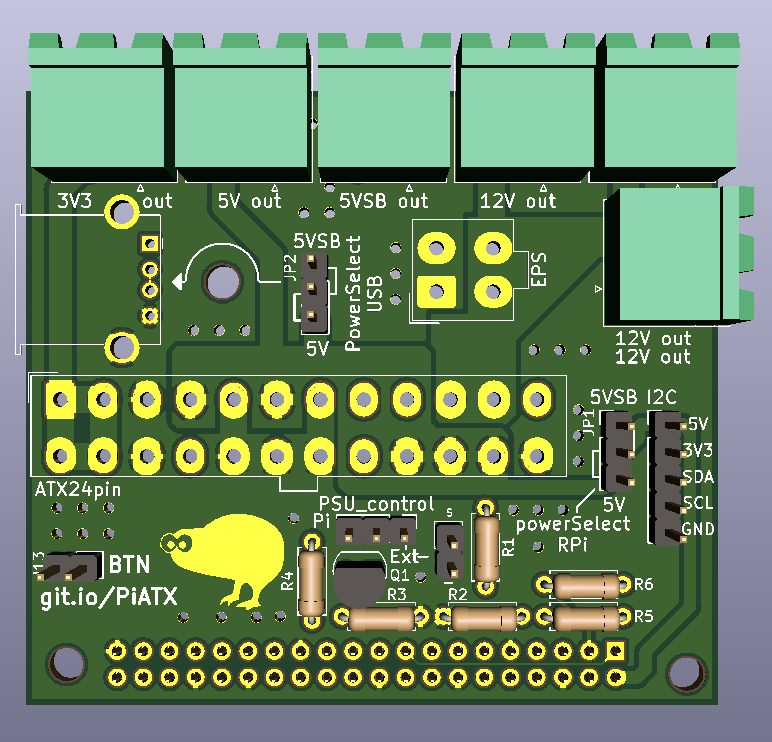 3V3 out
5V out
5VSB out
12V out
12V out
12V out
5VSB
JP2
PowerSelect
USB
5V
EPS
ATX24pin
5VSB
JP1
5V
powerSelect
RPi
I2C
5V
3V3
SDA
SCL
GND
PSU_control
Pi
Ext
Q1
R1
R2
R3
R4
R5
R6
BTN
git.io/PiATX